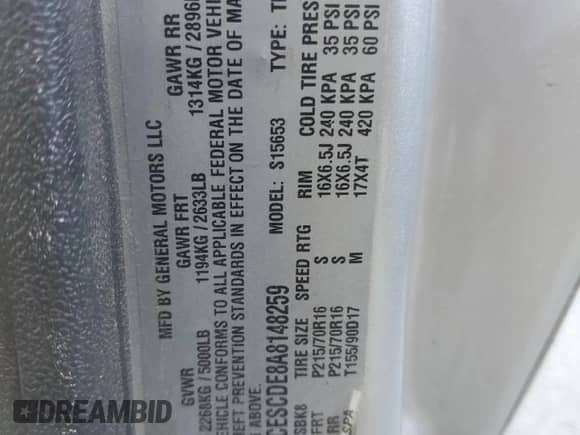 MFD BY GENERAL MOTORS LLC
GVWR GAWR FRT GAWR RR
2268KG/5000LB 1194KG/2633LB 1314KG/2896
VEHICLE CONFORMS TO ALL APPLICABLE FEDERAL MOTOR VEHI
THEFT PREVENTION STANDARDS IN EFFECT ON THE DATE OF MA
ABOVE.
CESCDE8A8148259 MODEL: S15653 TYPE:
SBK8 TIRE SIZE SPEED RTG RIM COLD TIRE PRES
FRT P215/70R16 S 16X6.5J 240 KPA 35 PSI
RR P215/70R16 S 16X6.5J 240 KPA 35 PSI
SPA T155/90D17 M 17X4T 420 KPA 60 PSI
DREAMBID